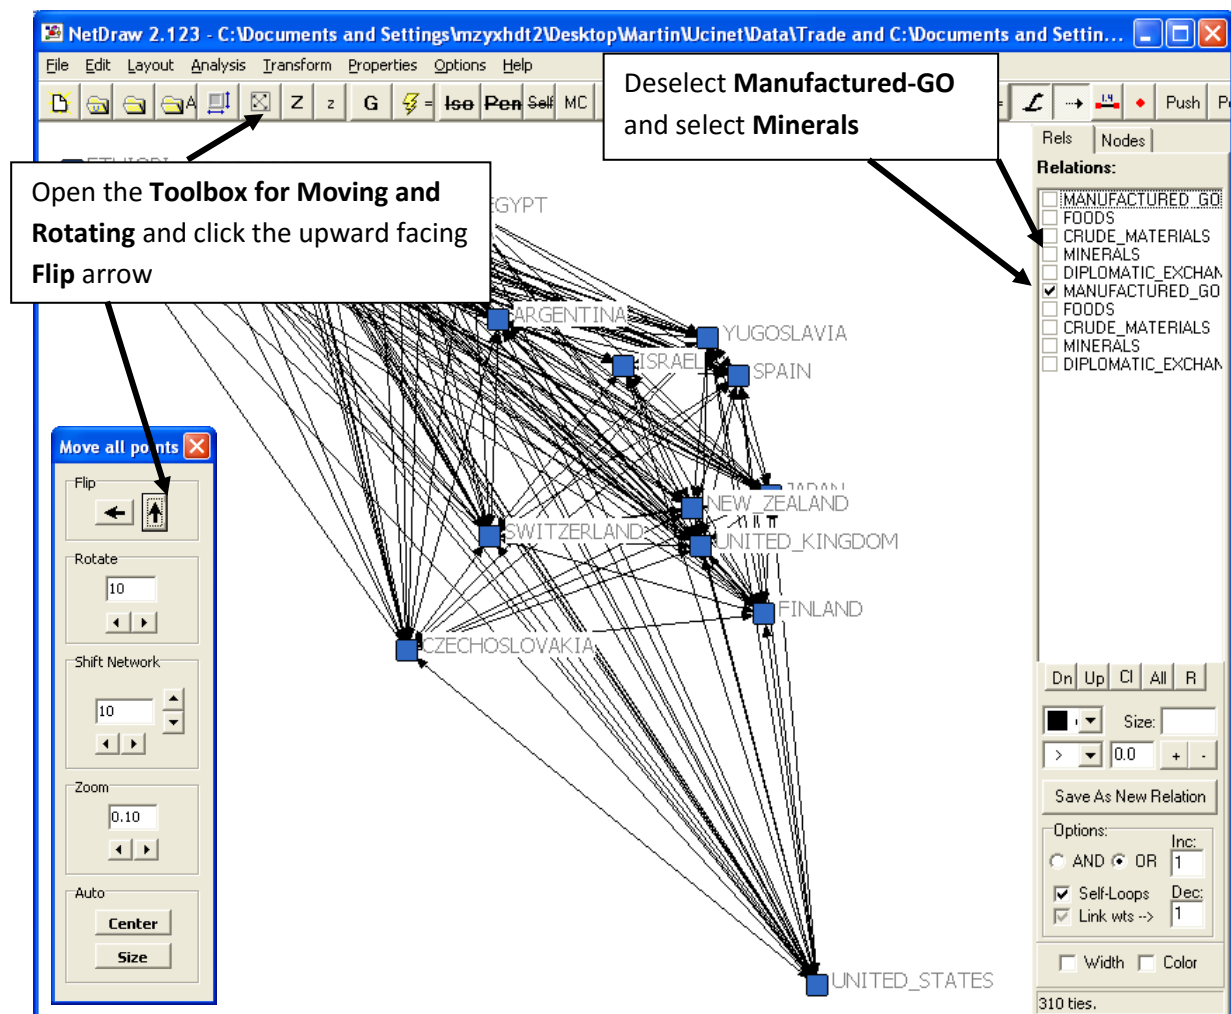 NetDraw 2.123 - C:\Documents and Settings\mzyxhdt2\Desktop\Martin\Ucinet\Data\Trade and C:\Documents and Settin...
File Edit Layout Analysis Transform Properties Options Help
A Z z G = Iso Pen Self MC = L Push
Deselect Manufactured-GO
and select Minerals
Open the Toolbox for Moving and
Rotating and click the upward facing
Flip arrow
EGYPT
ARGENTINA
YUGOSLAVIA
ISRAEL
SPAIN
JAPAN
NEW_ZEALAND
SWITZERLAND
UNITED_KINGDOM
FINLAND
CZECHOSLOVAKIA
UNITED_STATES
Move all points
Flip
Rotate
10
Shift Network
10
Zoom
0.10
Auto
Center
Size
Rels Nodes
Relations:
MANUFACTURED_GO
FOODS
CRUDE_MATERIALS
MINERALS
DIPLOMATIC_EXCHAN
MANUFACTURED_GO
FOODS
CRUDE_MATERIALS
MINERALS
DIPLOMATIC_EXCHAN
Dn Up Cl All R
Size:
> 0.0 + -
Save As New Relation
Options:
Inc:
AND OR 1
Self-Loops Dec:
Link wts --> 1
Width Color
310 ties.